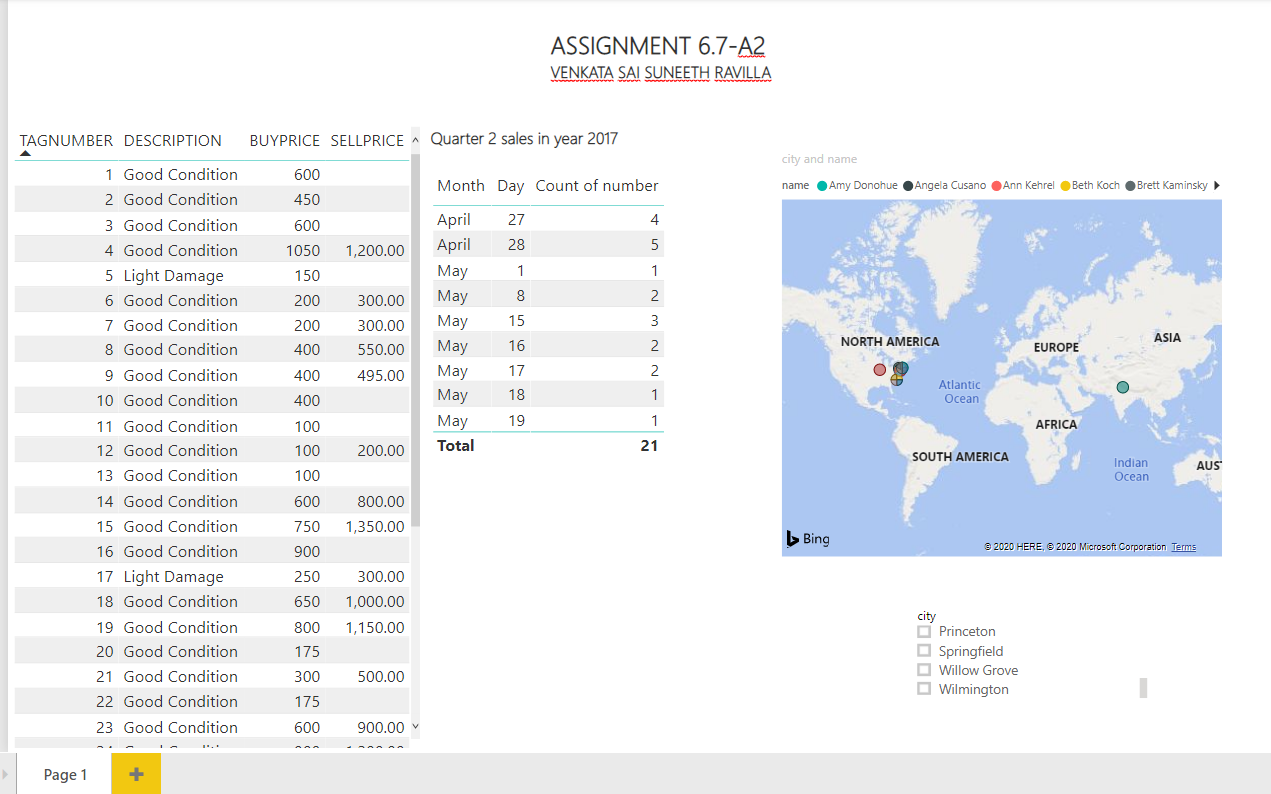 ASSIGNMENT 6.7-A2
VENKATA SAI SUNEETH RAVILLA
TAGNUMBER DESCRIPTION BUYPRICE SELLPRICE
1 Good Condition 600
2 Good Condition 450
3 Good Condition 600
4 Good Condition 1050 1,200.00
5 Light Damage 150
6 Good Condition 200 300.00
7 Good Condition 200 300.00
8 Good Condition 400 550.00
9 Good Condition 400 495.00
10 Good Condition 400
11 Good Condition 100
12 Good Condition 100 200.00
13 Good Condition 100
14 Good Condition 600 800.00
15 Good Condition 750 1,350.00
16 Good Condition 900
17 Light Damage 250 300.00
18 Good Condition 650 1,000.00
19 Good Condition 800 1,150.00
20 Good Condition 175
21 Good Condition 300 500.00
22 Good Condition 175
23 Good Condition 600 900.00
Quarter 2 sales in year 2017
Month Day Count of number
April 27 4
April 28 5
May 1 1
May 8 2
May 15 3
May 16 2
May 17 2
May 18 1
May 19 1
Total 21
city and name
name Amy Donohue Angela Cusano Ann Kehrel Beth Koch Brett Kaminsky
NORTH AMERICA
EUROPE
ASIA
Atlantic
Ocean
AFRICA
SOUTH AMERICA
Indian
Ocean
AUST
Bing
© 2020 HERE, © 2020 Microsoft Corporation Terms
city
Princeton
Springfield
Willow Grove
Wilmington
Page 1